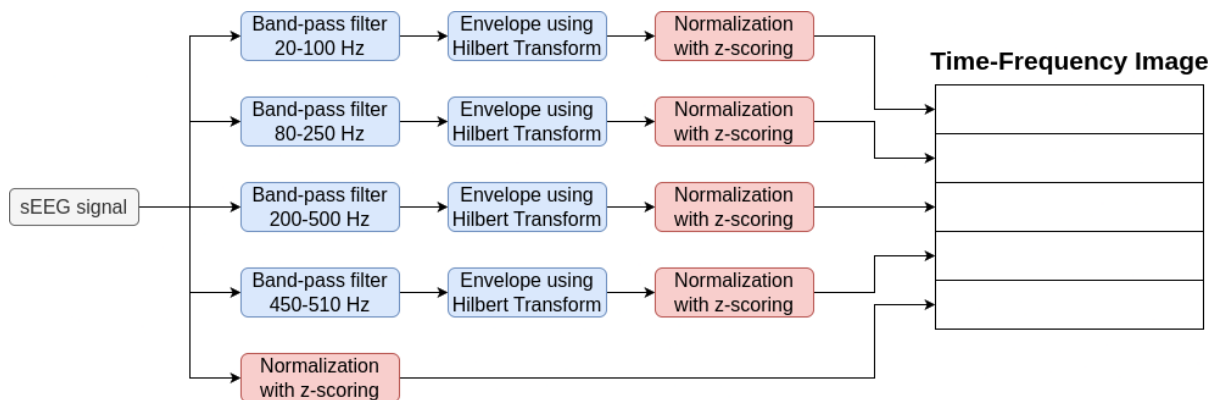 Band-pass filter
20-100 Hz
Envelope using
Hilbert Transform
Normalization
with z-scoring
Time-Frequency Image
Band-pass filter
80-250 Hz
Envelope using
Hilbert Transform
Normalization
with z-scoring
sEEG signal
Band-pass filter
200-500 Hz
Envelope using
Hilbert Transform
Normalization
with z-scoring
Band-pass filter
450-510 Hz
Envelope using
Hilbert Transform
Normalization
with z-scoring
Normalization
with z-scoring